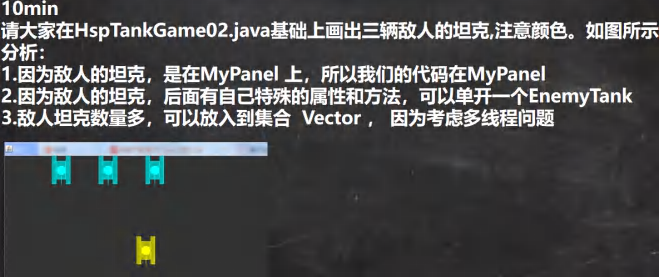 10min
请大家在HspTankGame02.java基础上画出三辆敌人的坦克,注意颜色。如图所示
分析：
1.因为敌人的坦克，是在MyPanel 上，所以我们的代码在MyPanel
2.因为敌人的坦克，后面有自己特殊的属性和方法，可以单开一个EnemyTank
3.敌人坦克数量多，可以放入到集合 Vector ， 因为考虑多线程问题